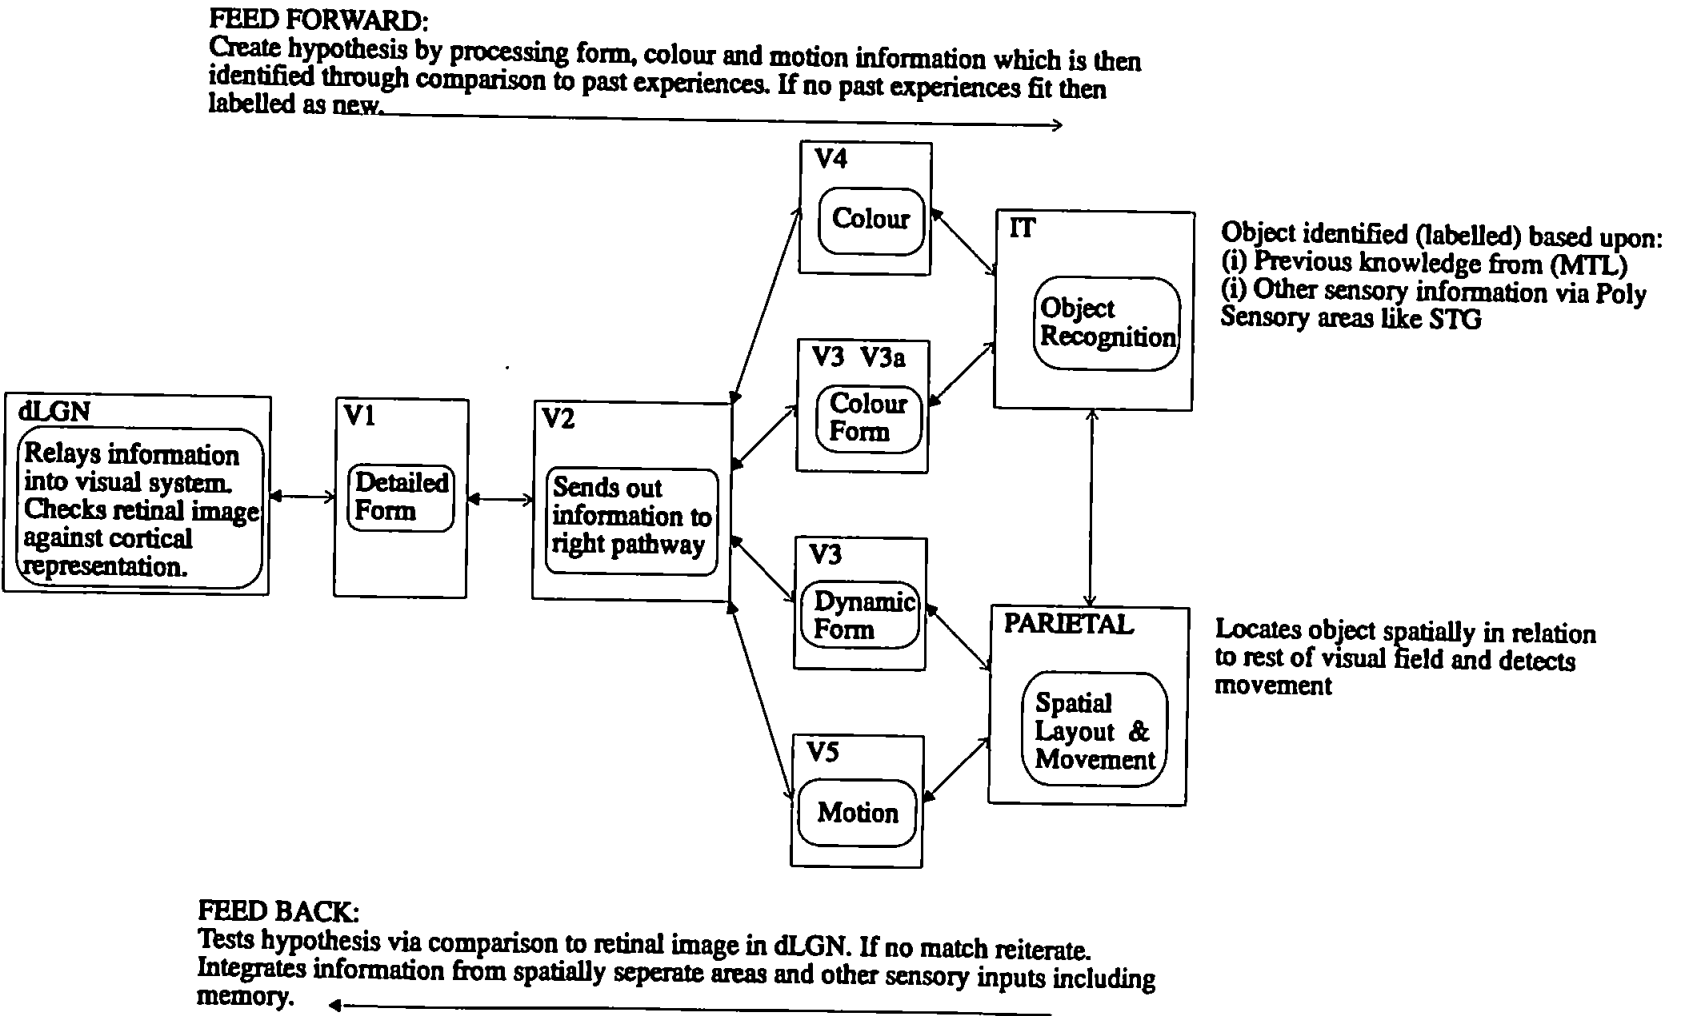 FEED FORWARD:
Create hypothesis by processing form, colour and motion information which is then
identified through comparison to past experiences. If no past experiences fit then
labelled as new.
V4
Colour
IT
Object
Recognition
Object identified (labelled) based upon:
(i) Previous knowledge from (MTL)
(i) Other sensory information via Poly
Sensory areas like STG
V3 V3a
Colour
Form
dLGN
Relays information
into visual system.
Checks retinal image
against cortical
representation.
V1
Detailed
Form
V2
Sends out
information to
right pathway
V3
Dynamic
Form
PARIETAL
Spatial
Layout &
Movement
Locates object spatially in relation
to rest of visual field and detects
movement
V5
Motion
FEED BACK:
Tests hypothesis via comparison to retinal image in dLGN. If no match reiterate.
Integrates information from spatially seperate areas and other sensory inputs including
memory.